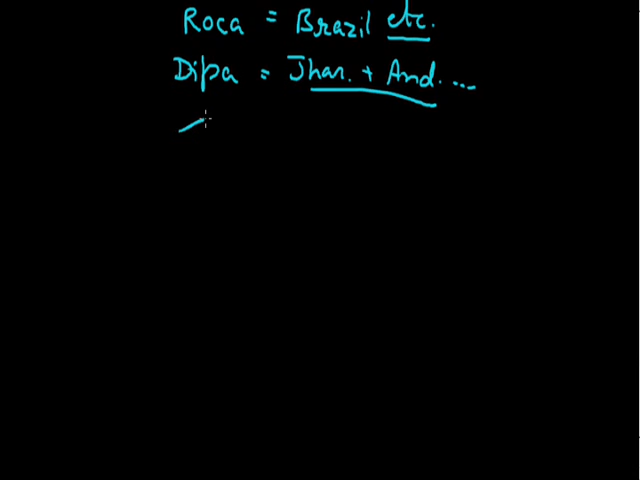 Roca = Brazil etc.
Dipa = Jhar. + And. ...